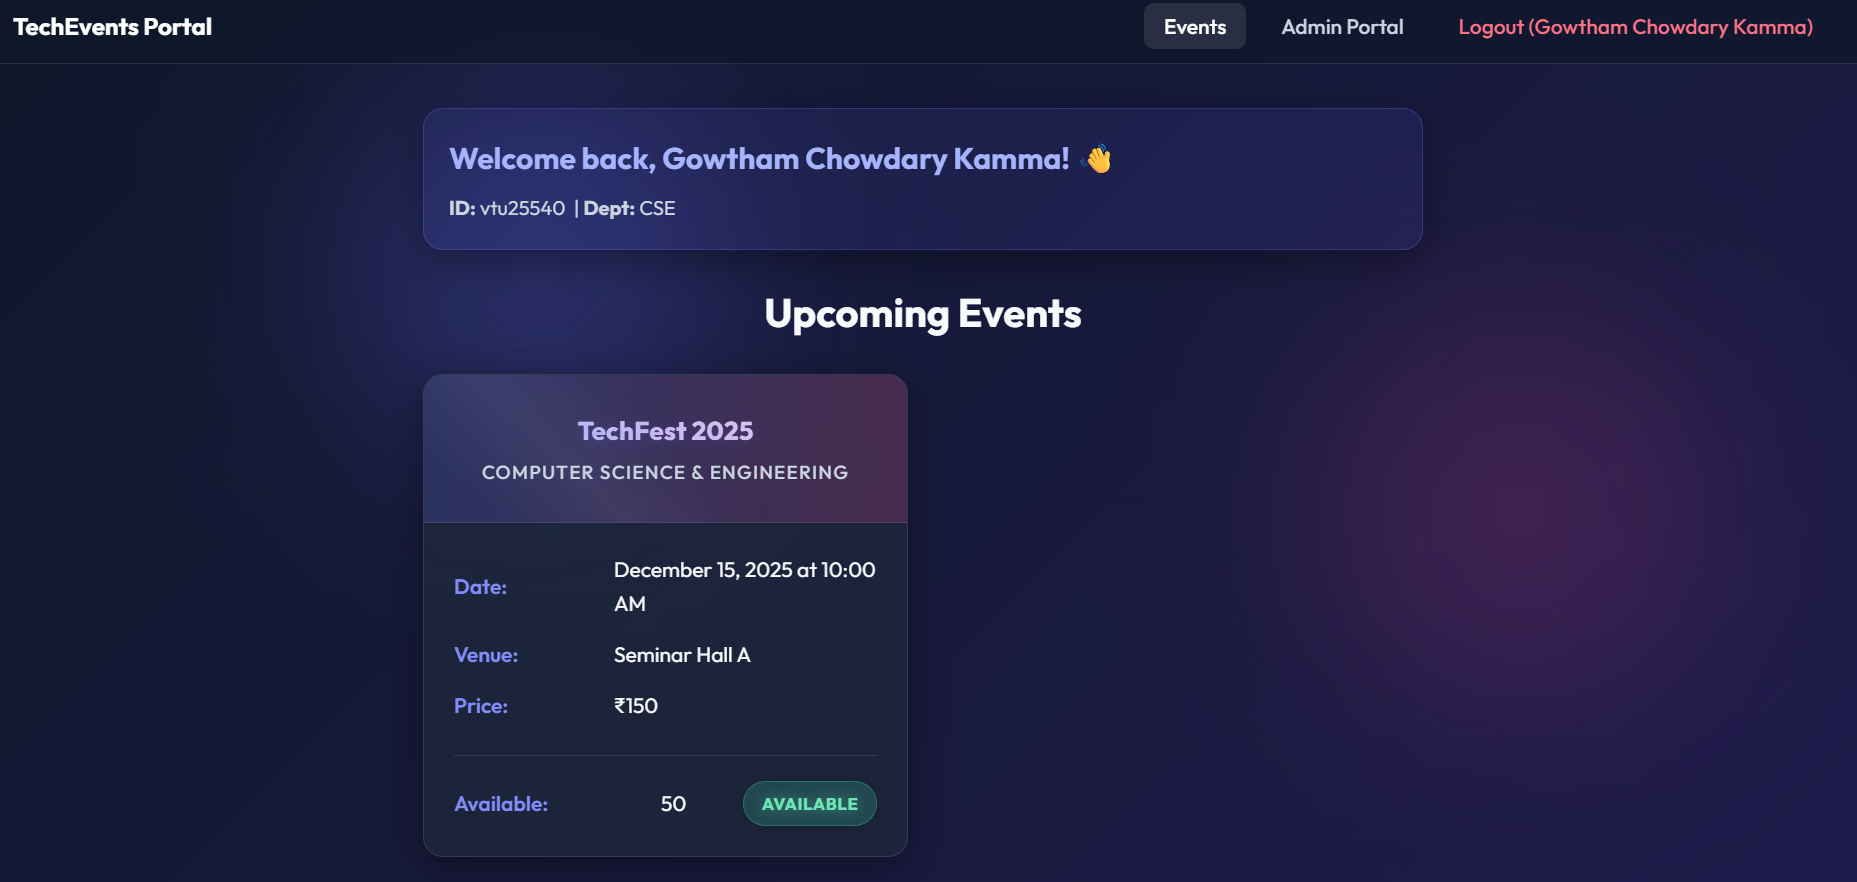 TechEvents Portal
Events
Admin Portal
Logout (Gowtham Chowdary Kamma)
Welcome back, Gowtham Chowdary Kamma! 👋
ID: vtu25540 | Dept: CSE
Upcoming Events
TechFest 2025
COMPUTER SCIENCE & ENGINEERING
Date: December 15, 2025 at 10:00
AM
Venue: Seminar Hall A
Price: ₹150
Available: 50 AVAILABLE